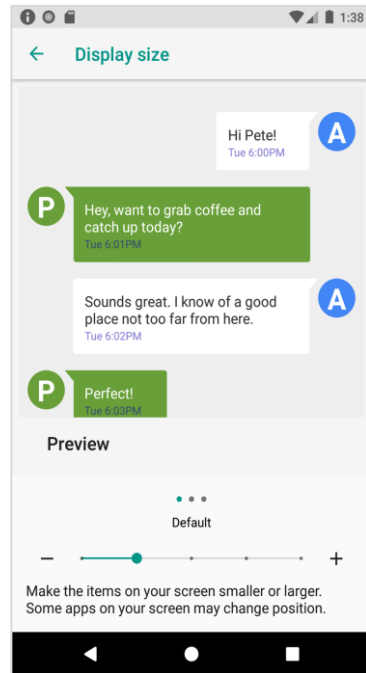 1:38
Display size
Hi Pete!
Tue 6:00PM
A
P
Hey, want to grab coffee and
catch up today?
Tue 6:01PM
Sounds great. I know of a good
place not too far from here.
Tue 6:02PM
A
P
Perfect!
Tue 6:03PM
Preview
Default
Make the items on your screen smaller or larger.
Some apps on your screen may change position.